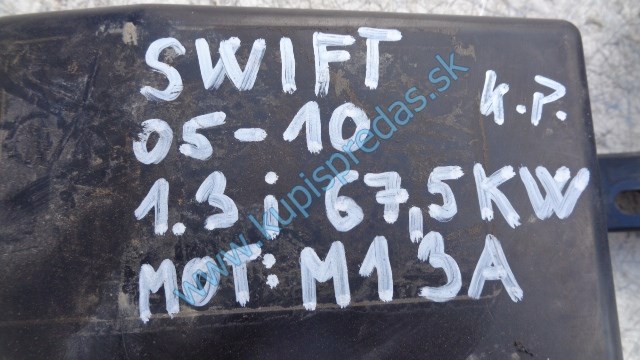 SWIFT
K.P.
05-10
1.3i 67,5KW
MOT: M13A
www.kupispredas.sk